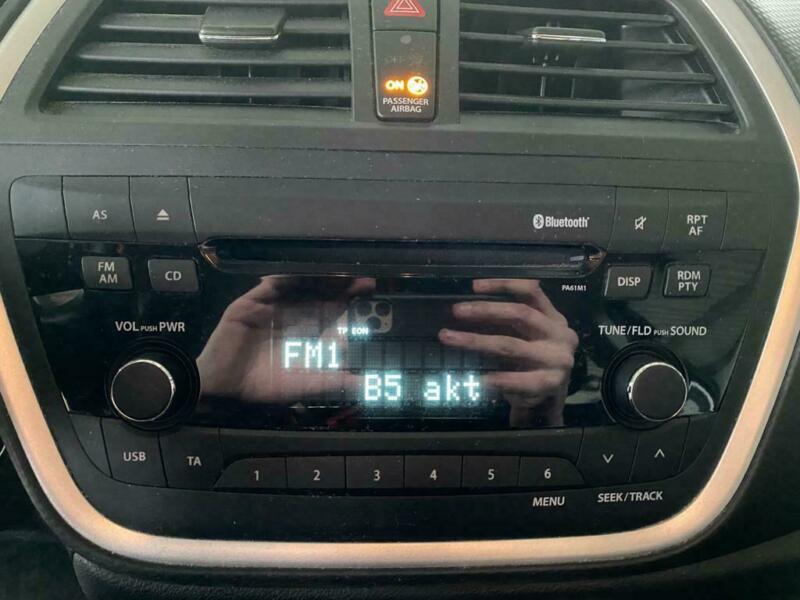 OFF
ON
PASSENGER
AIRBAG
AS
Bluetooth
RPT
AF
FM
AM
CD
PA61M1
DISP
RDM
PTY
VOL PUSH PWR
TP EON
TUNE/FLD PUSH SOUND
FM1
B5 akt
USB
TA
1
2
3
4
5
6
MENU
SEEK/TRACK